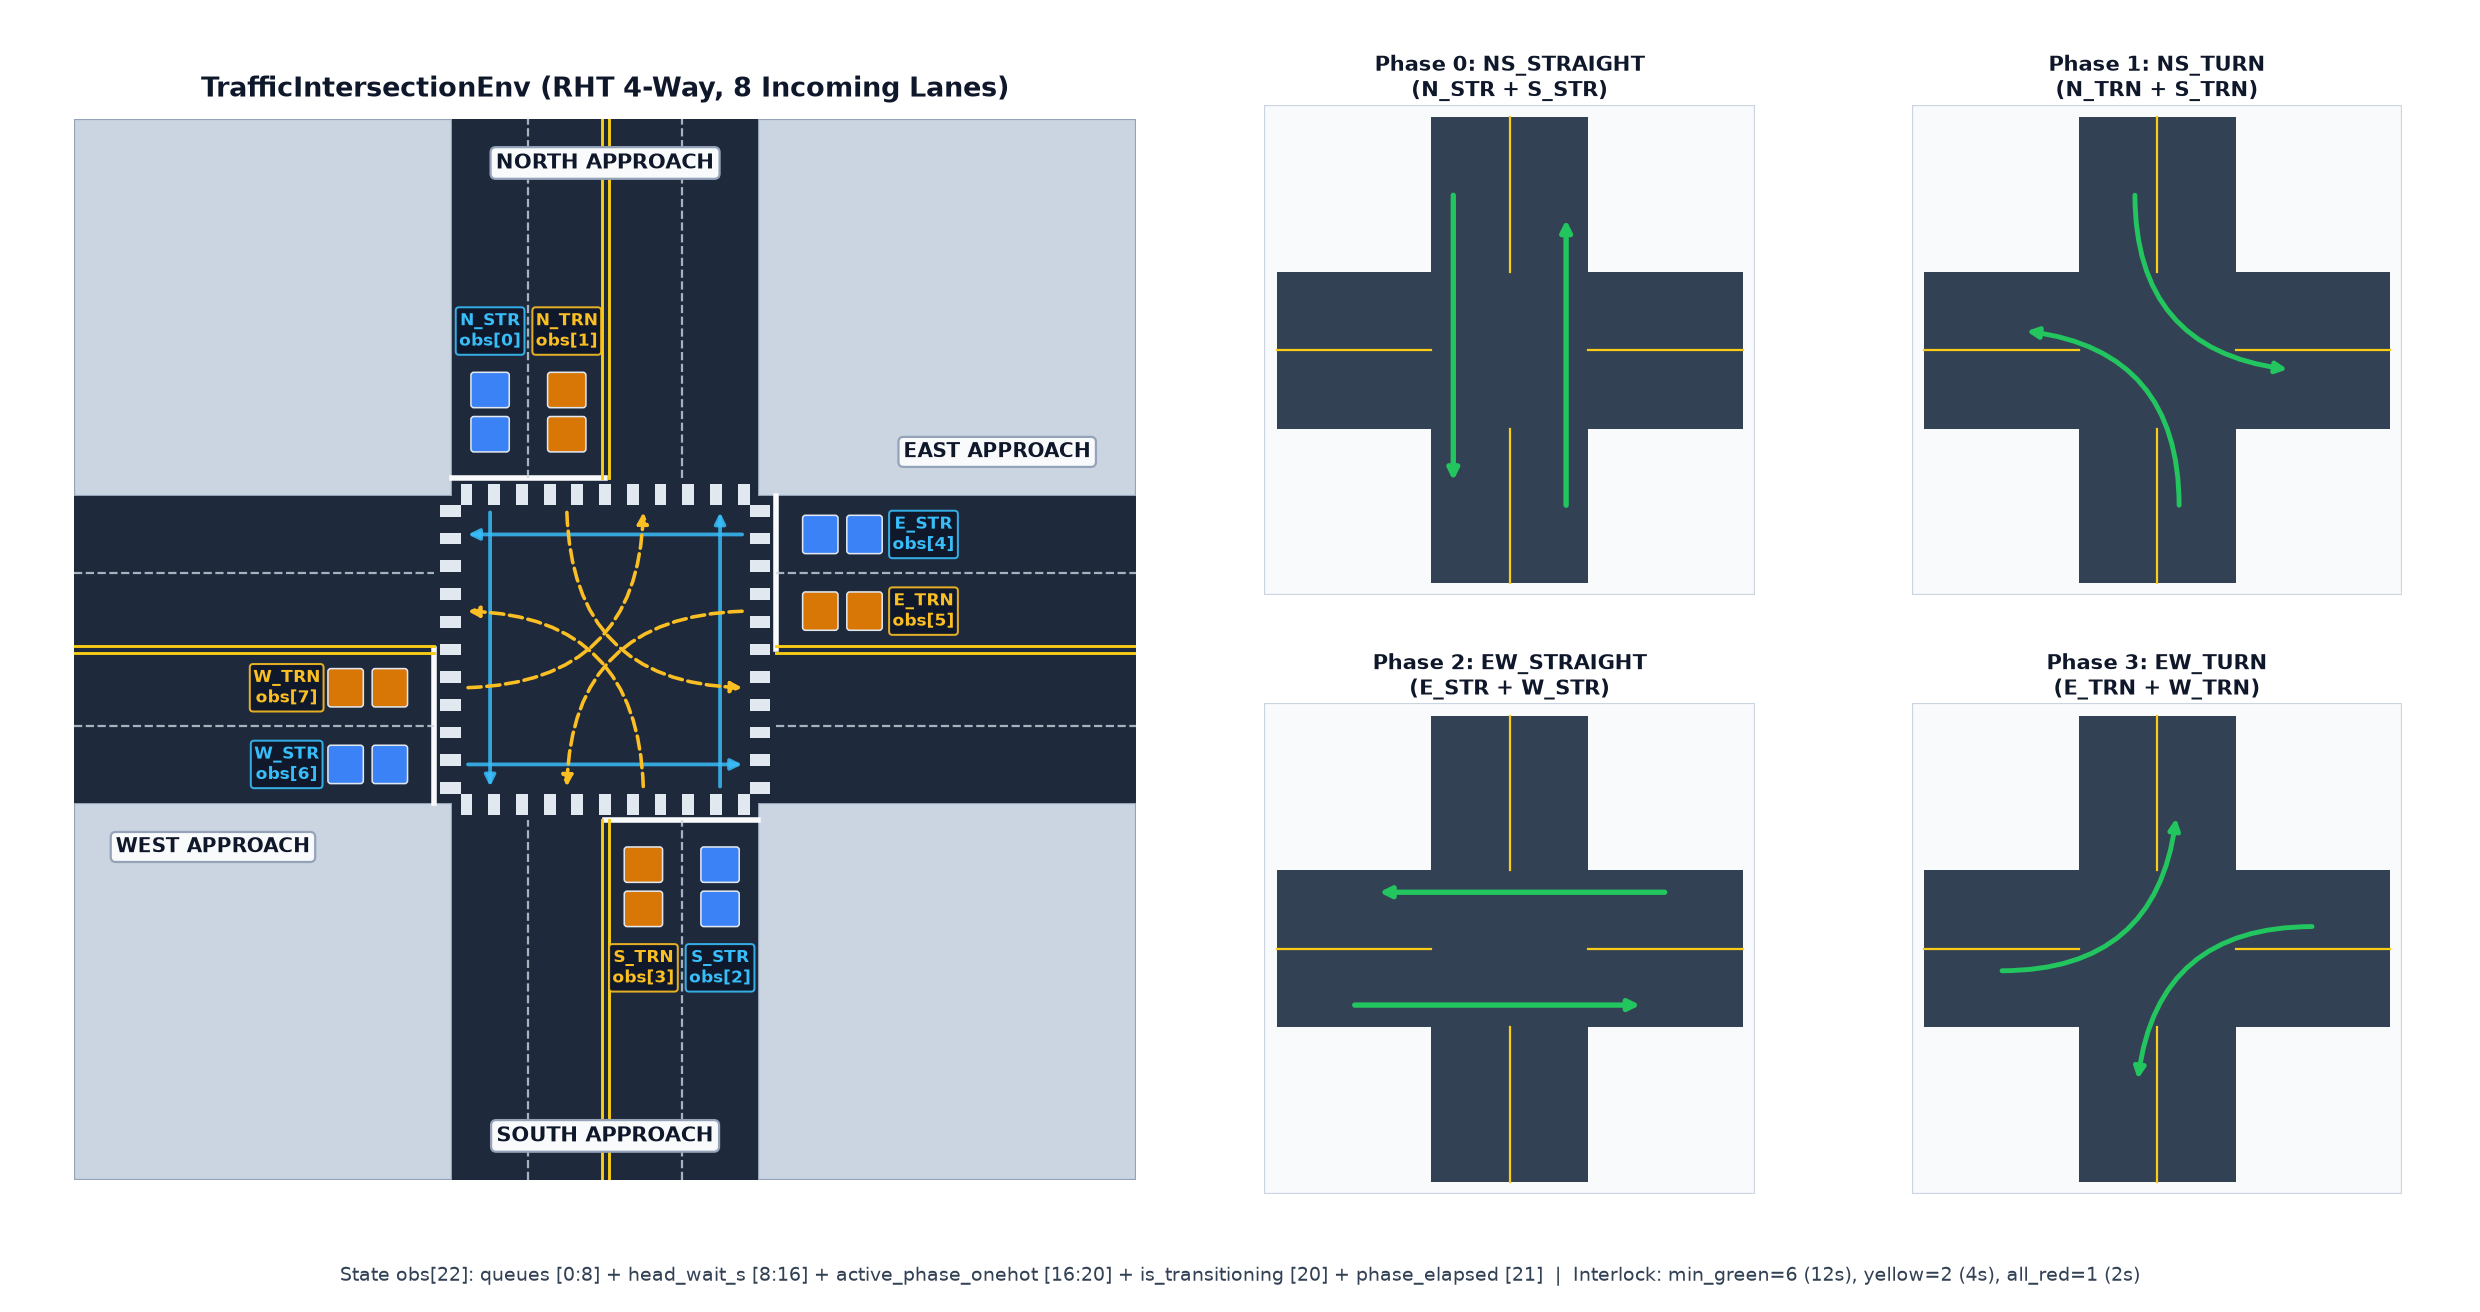 TrafficIntersectionEnv (RHT 4-Way, 8 Incoming Lanes)
NORTH APPROACH
N_STR
obs[0]
N_TRN
obs[1]
EAST APPROACH
E_STR
obs[4]
E_TRN
obs[5]
W_TRN
obs[7]
W_STR
obs[6]
WEST APPROACH
S_TRN
obs[3]
S_STR
obs[2]
SOUTH APPROACH
Phase 0: NS_STRAIGHT
(N_STR + S_STR)
Phase 1: NS_TURN
(N_TRN + S_TRN)
Phase 2: EW_STRAIGHT
(E_STR + W_STR)
Phase 3: EW_TURN
(E_TRN + W_TRN)
State obs[22]: queues [0:8] + head_wait_s [8:16] + active_phase_onehot [16:20] + is_transitioning [20] + phase_elapsed [21] | Interlock: min_green=6 (12s), yellow=2 (4s), all_red=1 (2s)